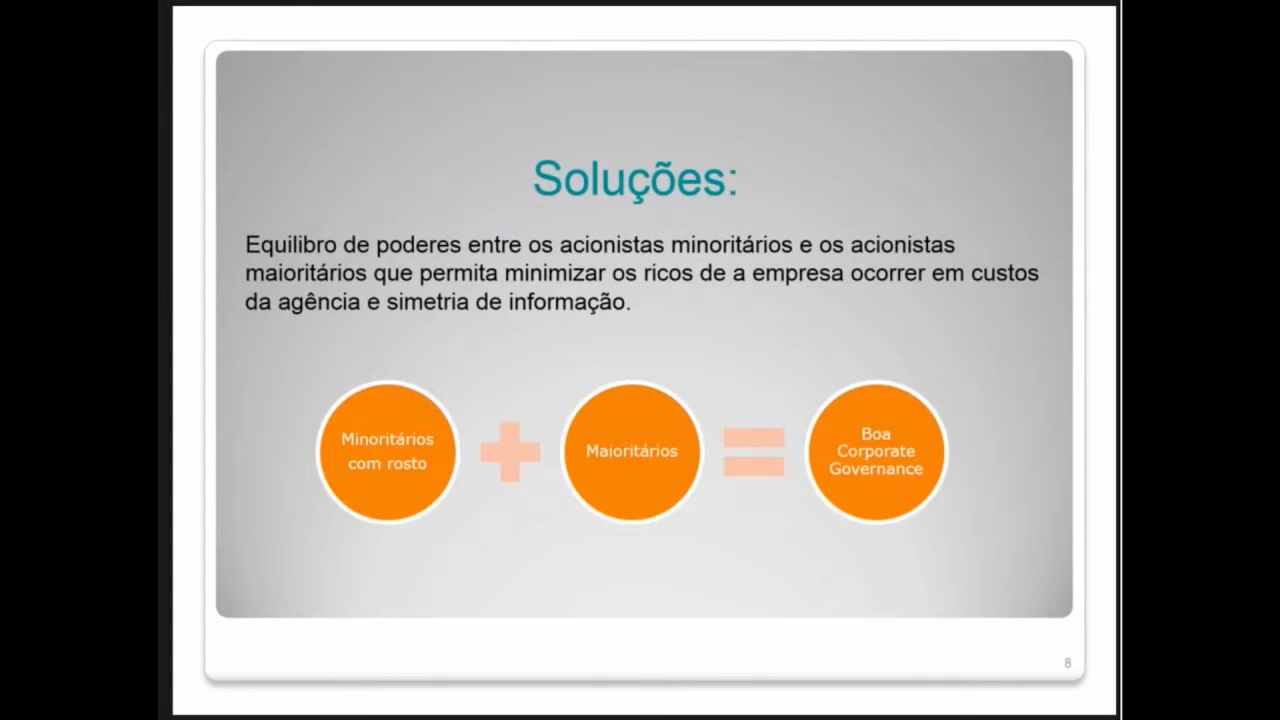 Soluções:
Equilibro de poderes entre os acionistas minoritários e os acionistas
maioritários que permita minimizar os ricos de a empresa ocorrer em custos
da agência e simetria de informação.
Minoritários
com rosto
Maioritários
Boa
Corporate
Governance
8